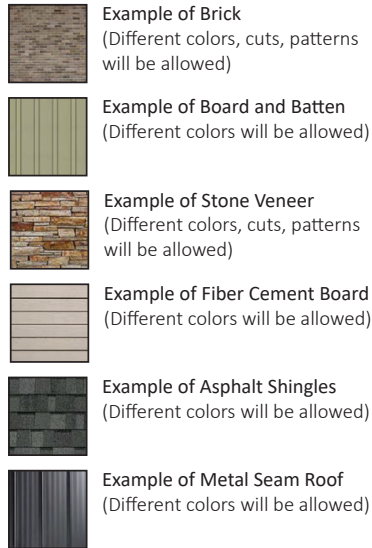 Example of Brick
(Different colors, cuts, patterns
will be allowed)
Example of Board and Batten
(Different colors will be allowed)
Example of Stone Veneer
(Different colors, cuts, patterns
will be allowed)
Example of Fiber Cement Board
(Different colors will be allowed)
Example of Asphalt Shingles
(Different colors will be allowed)
Example of Metal Seam Roof
(Different colors will be allowed)